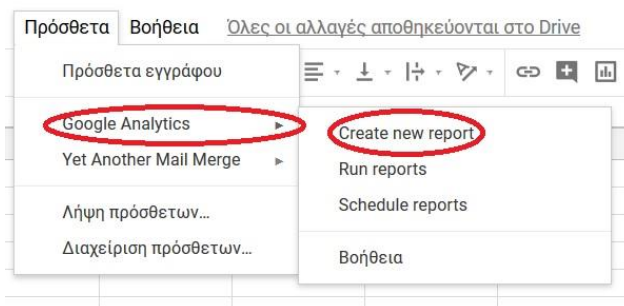 Πρόσθετα Βοήθεια Όλες οι αλλαγές αποθηκεύονται στο Drive
Πρόσθετα εγγράφου
Google Analytics
Yet Another Mail Merge
Λήψη πρόσθετων...
Διαχείριση πρόσθετων...
Create new report
Run reports
Schedule reports
Βοήθεια